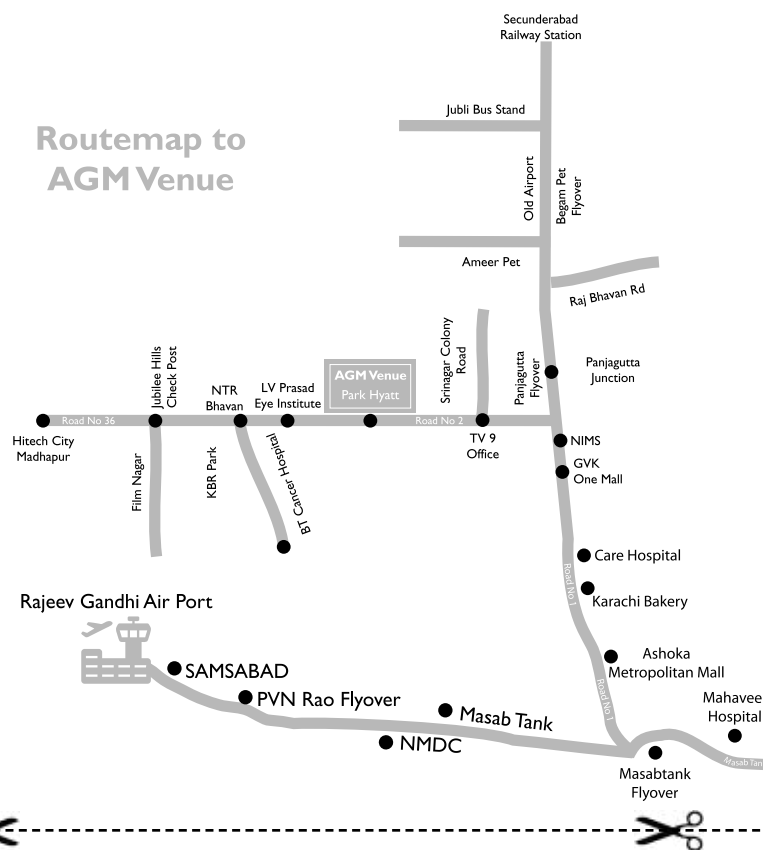 Secunderabad
Railway Station
Jubli Bus Stand
Routemap to
AGM Venue
Old Airport
Begam Pet
Flyover
Ameer Pet
Raj Bhavan Rd
Srinagar Colony
Road
Panjagutta
Flyover
Panjagutta
Junction
Jubilee Hills
Check Post
NTR
Bhavan
LV Prasad
Eye Institute
AGM Venue
Park Hyatt
Road No 36
Road No 2
Hitech City
Madhapur
TV 9
Office
NIMS
GVK
One Mall
Film Nagar
KBR Park
BT Cancer Hospital
Care Hospital
Road No 1
Karachi Bakery
Rajeev Gandhi Air Port
Ashoka
Metropolitan Mall
SAMSABAD
Road No 1
PVN Rao Flyover
Mahavee
Hospital
Masab Tank
NMDC
Masab Tan
Masabtank
Flyover